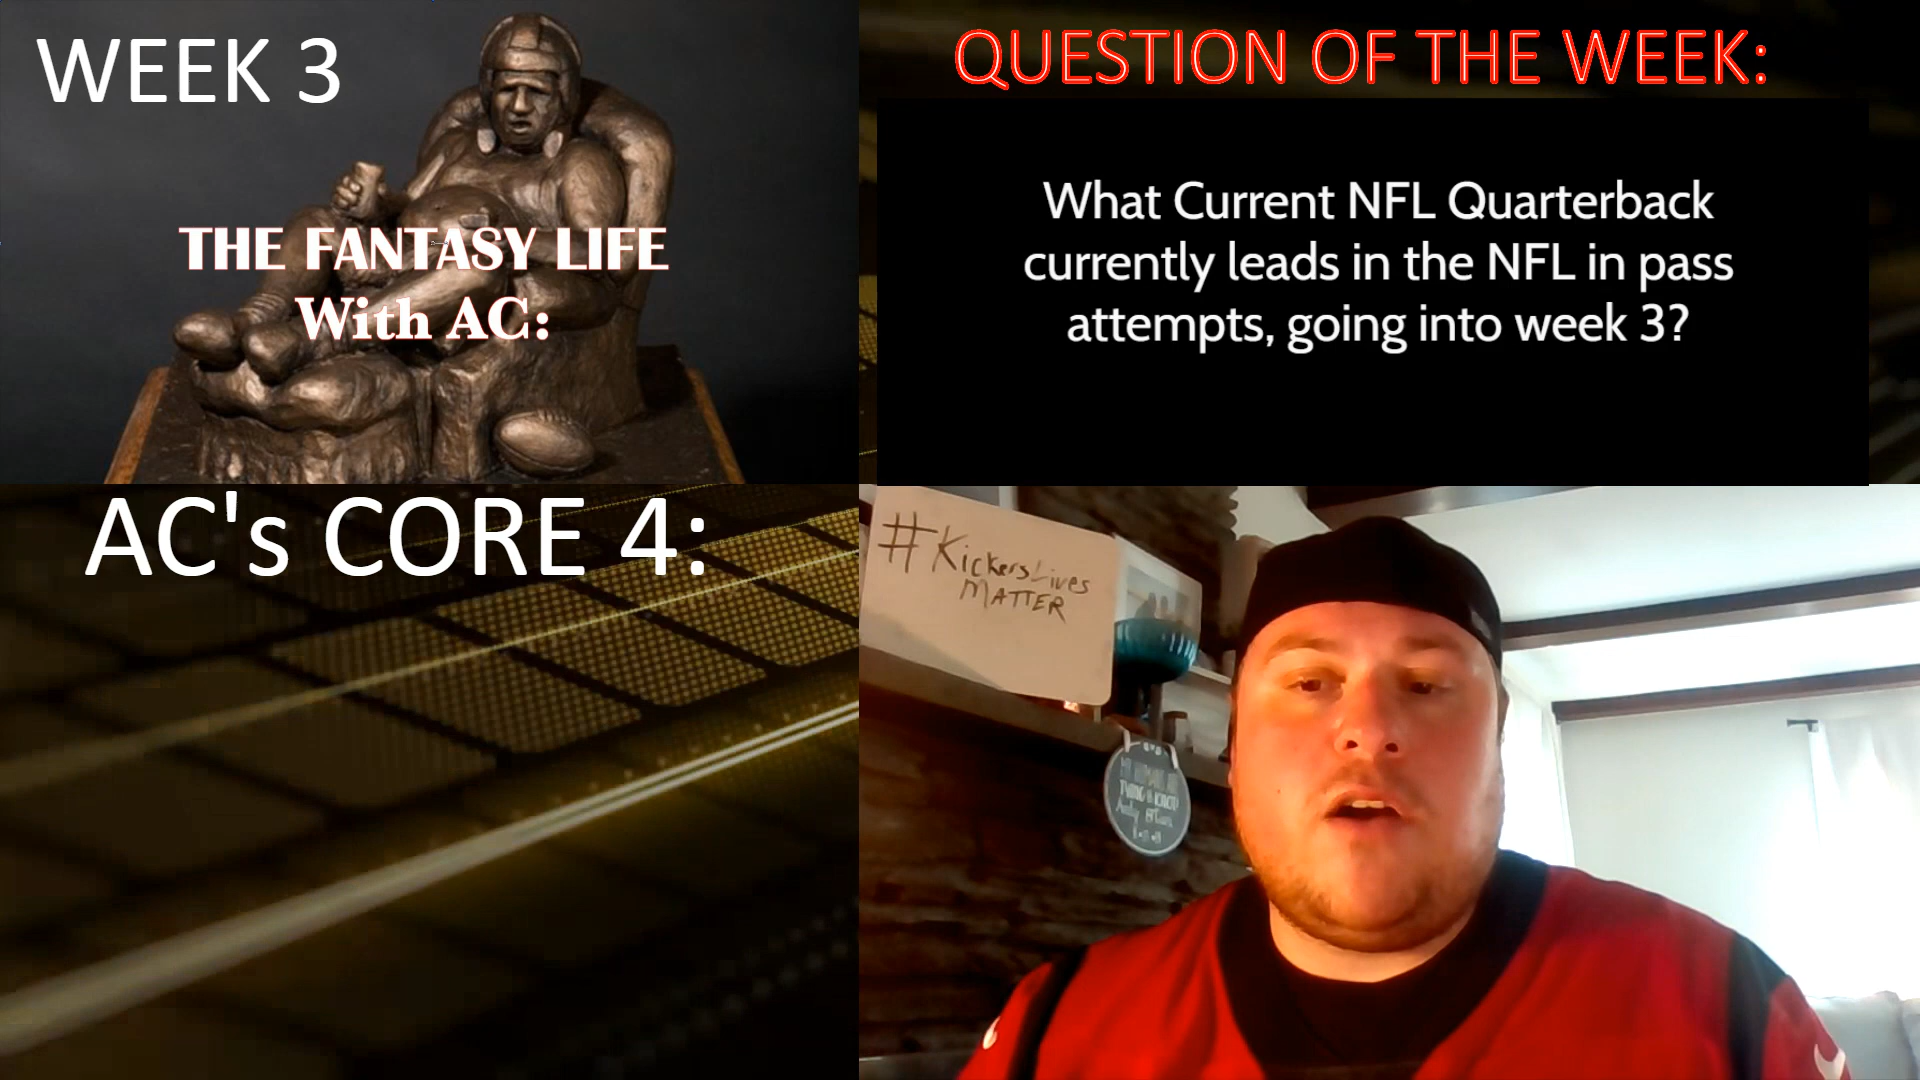 WEEK 3
THE FANTASY LIFE
With AC:
QUESTION OF THE WEEK:
What Current NFL Quarterback
currently leads in the NFL in pass
attempts, going into week 3?
AC's CORE 4:
#KickersLives
MATTER